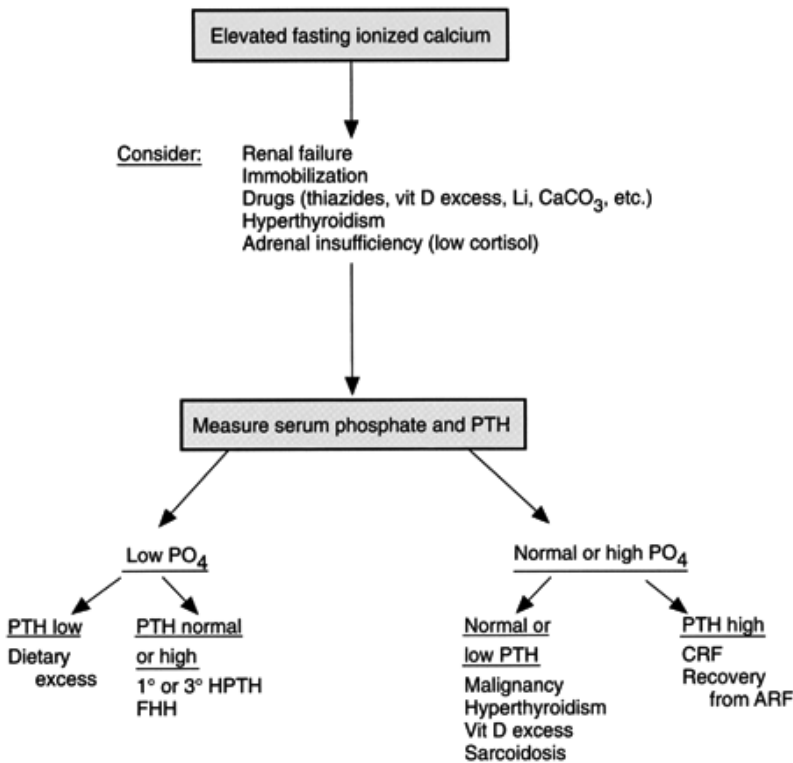 Elevated fasting ionized calcium
Consider:
Renal failure
Immobilization
Drugs (thiazides, vit D excess, Li, CaCO3, etc.)
Hyperthyroidism
Adrenal insufficiency (low cortisol)
Measure serum phosphate and PTH
Low PO4
PTH low
Dietary
excess
PTH normal
or high
1° or 3° HPTH
FHH
Normal or high PO4
Normal or
low PTH
Malignancy
Hyperthyroidism
Vit D excess
Sarcoidosis
PTH high
CRF
Recovery
from ARF